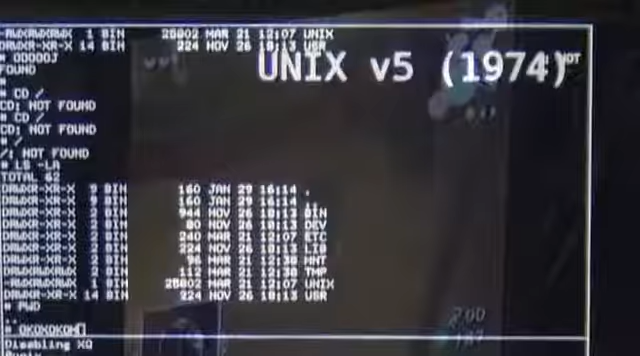 -RWXRWXRWX 1 BIN 25802 MAR 21 12:07 UNIX
DRWXR-XR-X 14 BIN 224 NOV 26 18:13 USR
UNIX v5 (1974)
FOUND
#
# CD /
CD: NOT FOUND
# CD /
CD: NOT FOUND
# /
/: NOT FOUND
# LS -LA
TOTAL 62
DRWXR-XR-X 9 BIN 160 JAN 29 16:14 .
DRWXR-XR-X 9 BIN 160 JAN 29 16:14 ..
DRWXR-XR-X 2 BIN 944 NOV 26 18:13 BIN
DRWXR-XR-X 2 BIN 80 NOV 26 18:13 DEV
DRWXR-XR-X 2 BIN 240 MAR 21 12:07 ETC
DRWXR-XR-X 2 BIN 224 NOV 26 18:13 LIB
DRWXR-XR-X 2 BIN 96 MAR 21 12:38 MNT
DRWXR-XR-X 2 BIN 112 MAR 21 12:38 TMP
-RWXRWXRWX 1 BIN 25802 MAR 21 12:07 UNIX
DRWXR-XR-X 14 BIN 224 NOV 26 18:13 USR
# PWD
Disabling XQ